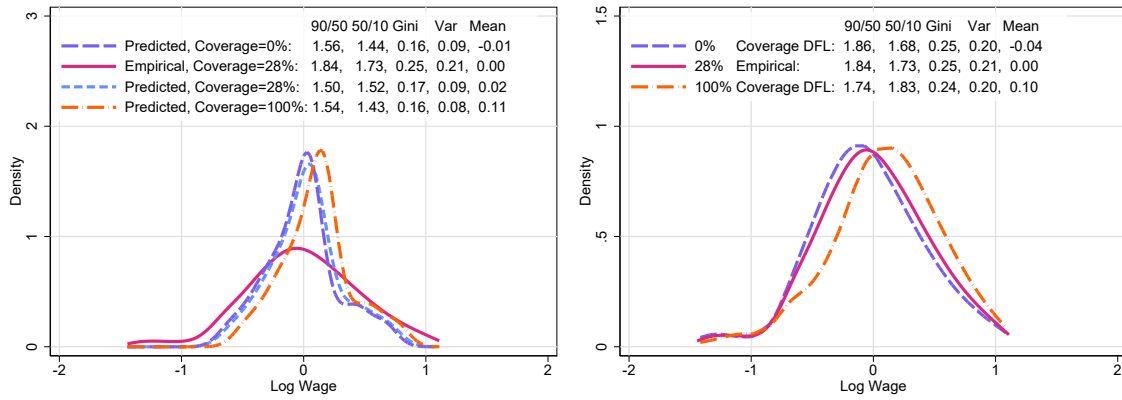 90/50 50/10 Gini Var Mean
Predicted, Coverage=0%: 1.56, 1.44, 0.16, 0.09, -0.01
Empirical, Coverage=28%: 1.84, 1.73, 0.25, 0.21, 0.00
Predicted, Coverage=28%: 1.50, 1.52, 0.17, 0.09, 0.02
Predicted, Coverage=100%: 1.54, 1.43, 0.16, 0.08, 0.11
3
2
1
0
Density
-2 -1 0 1 2
Log Wage
90/50 50/10 Gini Var Mean
0% Coverage DFL: 1.86, 1.68, 0.25, 0.20, -0.04
28% Empirical: 1.84, 1.73, 0.25, 0.21, 0.00
100% Coverage DFL: 1.74, 1.83, 0.24, 0.20, 0.10
1.5
1
.5
0
Density
-2 -1 0 1 2
Log Wage